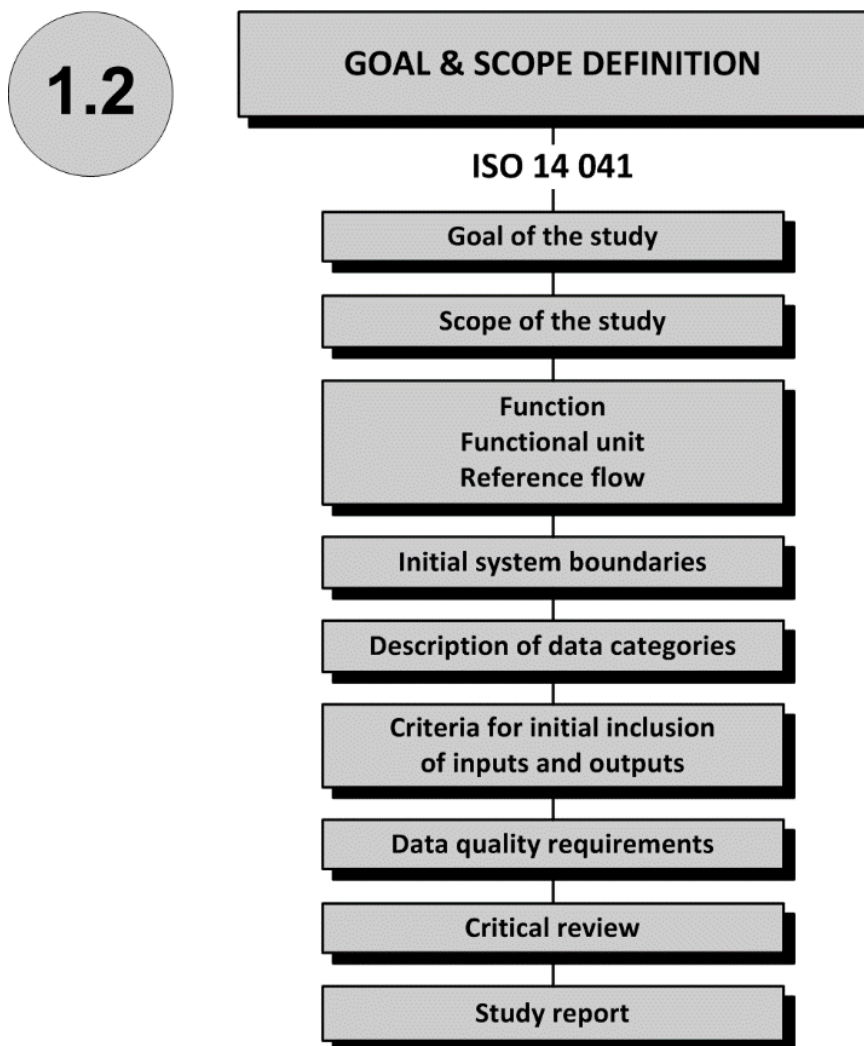 1.2
GOAL & SCOPE DEFINITION
ISO 14 041
Goal of the study
Scope of the study
Function
Functional unit
Reference flow
Initial system boundaries
Description of data categories
Criteria for initial inclusion
of inputs and outputs
Data quality requirements
Critical review
Study report